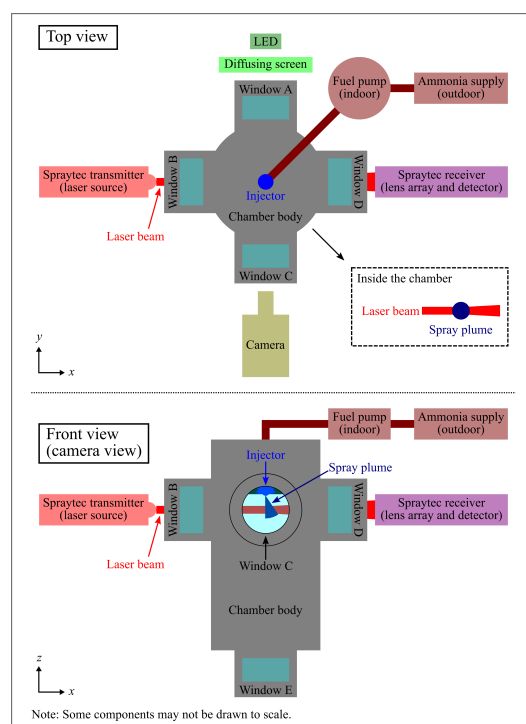 Top view
LED
Diffusing screen
Window A
Fuel pump
(indoor)
Ammonia supply
(outdoor)
Spraytec transmitter
(laser source)
Window B
Injector
Window D
Spraytec receiver
(lens array and detector)
Laser beam
Chamber body
Window C
Inside the chamber
Laser beam
Spray plume
Camera
y
x
Front view
(camera view)
Fuel pump
(indoor)
Ammonia supply
(outdoor)
Injector
Spray plume
Spraytec transmitter
(laser source)
Window B
Window D
Spraytec receiver
(lens array and detector)
Laser beam
Window C
Chamber body
z
x
Window E
Note: Some components may not be drawn to scale.